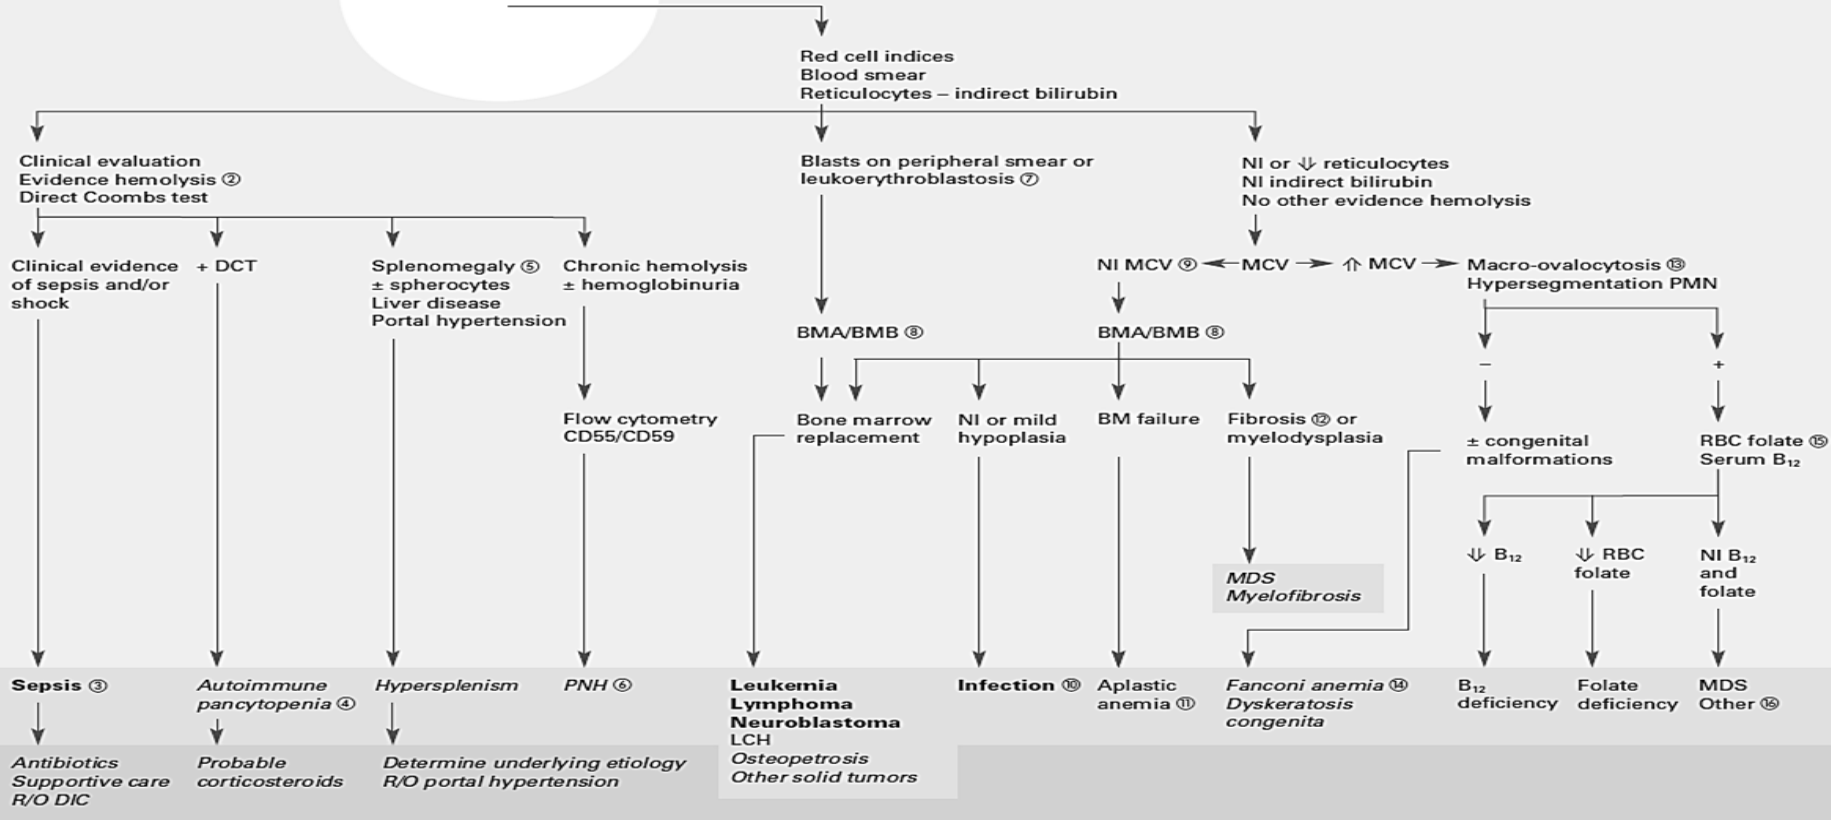 Red cell indices
Blood smear
Reticulocytes – indirect bilirubin
Clinical evaluation
Evidence hemolysis ②
Direct Coombs test
Blasts on peripheral smear or
leukoerythroblastosis ⑦
NI or ⇓ reticulocytes
NI indirect bilirubin
No other evidence hemolysis
Clinical evidence
of sepsis and/or
shock
+ DCT
Splenomegaly ⑤
± spherocytes
Liver disease
Portal hypertension
Chronic hemolysis
± hemoglobinuria
NI MCV ⑨
MCV
⇑ MCV
Macro-ovalocytosis ⑬
Hypersegmentation PMN
BMA/BMB ⑧
BMA/BMB ⑧
–
+
Flow cytometry
CD55/CD59
Bone marrow
replacement
NI or mild
hypoplasia
BM failure
Fibrosis ⑫ or
myelodysplasia
± congenital
malformations
RBC folate ⑮
Serum B₁₂
⇓ B₁₂
⇓ RBC
folate
NI B₁₂
and
folate
MDS
Myelofibrosis
Sepsis ③
Autoimmune
pancytopenia ④
Hypersplenism
PNH ⑥
Leukemia
Lymphoma
Neuroblastoma
LCH
Osteopetrosis
Other solid tumors
Infection ⑩
Aplastic
anemia ⑪
Fanconi anemia ⑭
Dyskeratosis
congenita
B₁₂
deficiency
Folate
deficiency
MDS
Other ⑯
Antibiotics
Supportive care
R/O DIC
Probable
corticosteroids
Determine underlying etiology
R/O portal hypertension